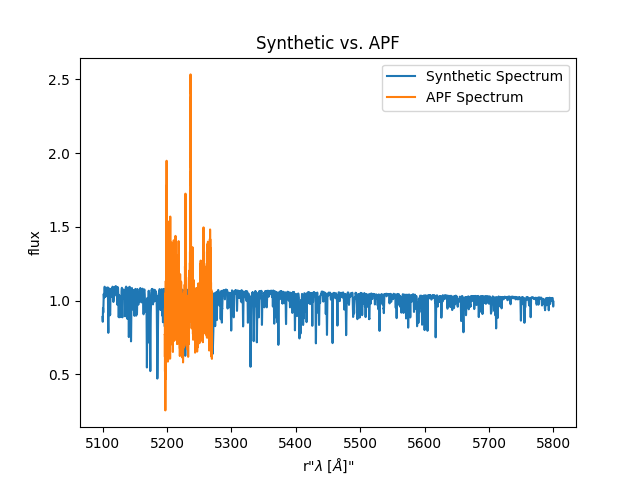 Synthetic vs. APF
Synthetic Spectrum
APF Spectrum
flux
2.5
2.0
1.5
1.0
0.5
5100 5200 5300 5400 5500 5600 5700 5800
r"λ [Å]"